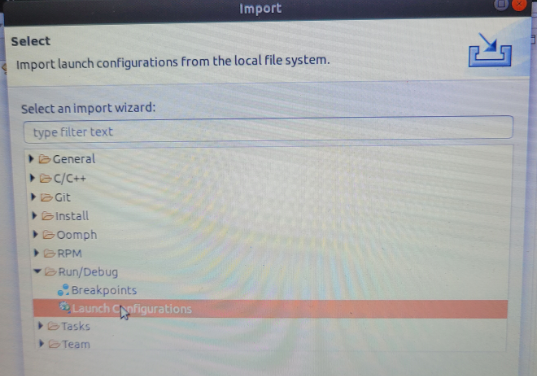 Import
Select
Import launch configurations from the local file system.
Select an import wizard:
type filter text
General
C/C++
Git
Install
Oomph
RPM
Run/Debug
Breakpoints
Launch Configurations
Tasks
Team